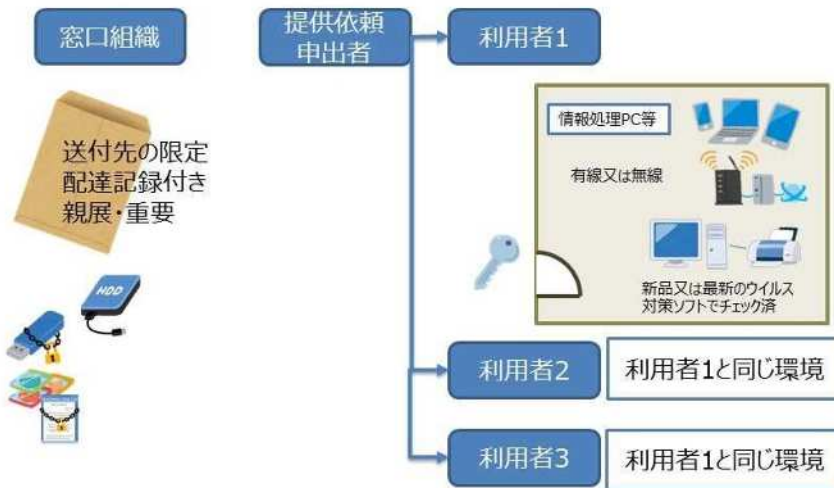 窓口組織
提供依頼
申出者
利用者1
送付先の限定
配達記録付き
親展・重要
HDD
情報処理PC等
有線又は無線
新品又は最新のウイルス
対策ソフトでチェック済
利用者2
利用者1と同じ環境
利用者3
利用者1と同じ環境